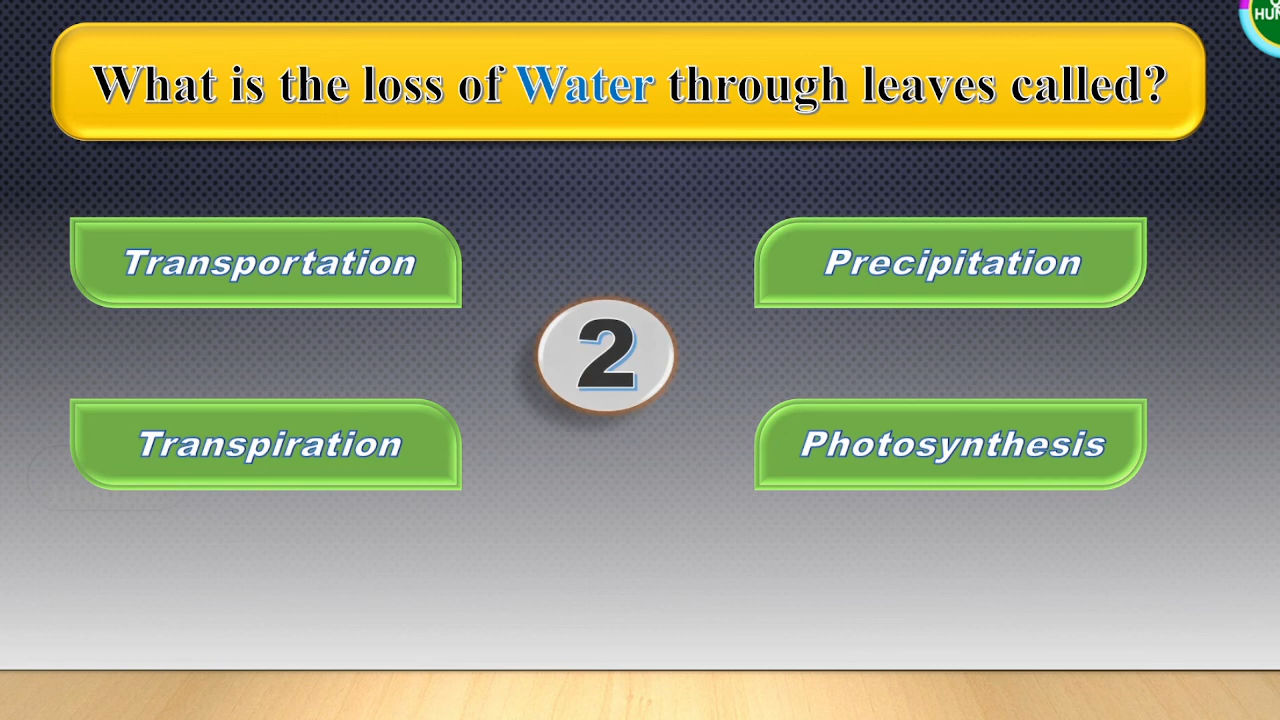 What is the loss of Water through leaves called?
Transportation
Precipitation
2
Transpiration
Photosynthesis